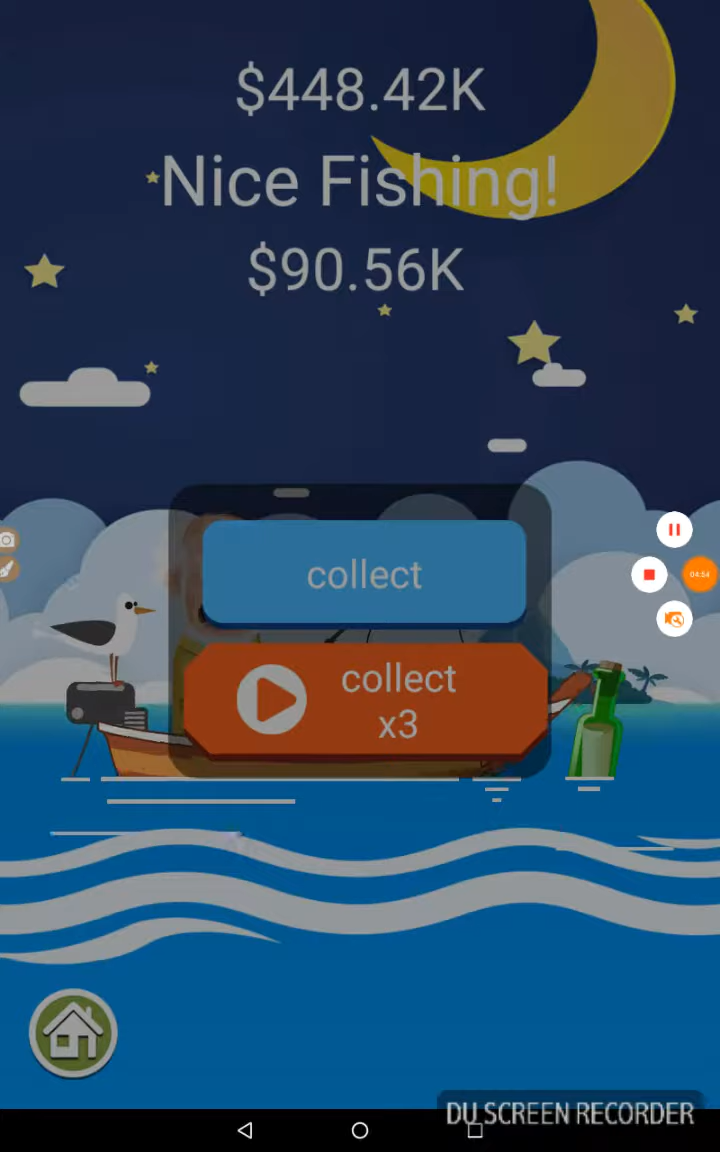 $448.42K
Nice Fishing!
$90.56K
collect
04:54
collect
x3
DU SCREEN RECORDER